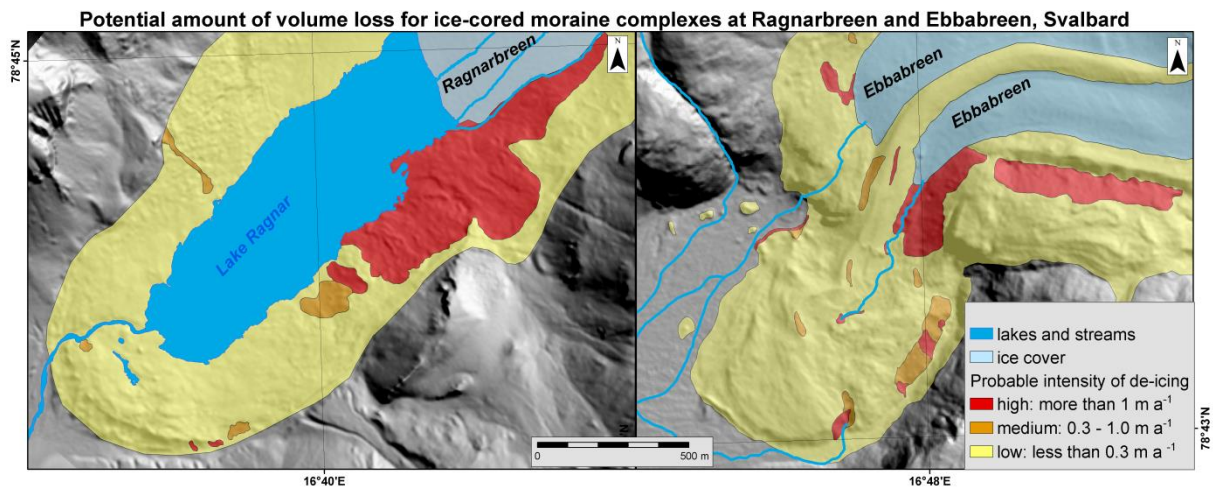 Potential amount of volume loss for ice-cored moraine complexes at Ragnarbreen and Ebbabreen, Svalbard
78°45'N
Ragnarbreen
N
Lake Ragnar
Ebbabreen
Ebbabreen
N
lakes and streams
ice cover
Probable intensity of de-icing
high: more than 1 m a⁻¹
medium: 0.3 - 1.0 m a⁻¹
low: less than 0.3 m a⁻¹
0 500 m
78°43'N
16°40'E
16°48'E